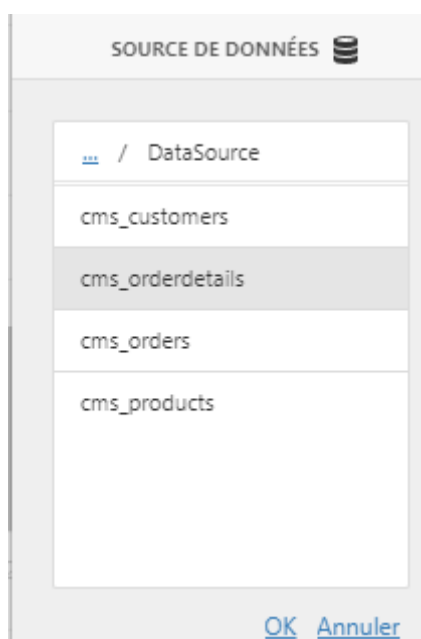 SOURCE DE DONNÉES
... / DataSource
cms_customers
cms_orderdetails
cms_orders
cms_products
OK Annuler